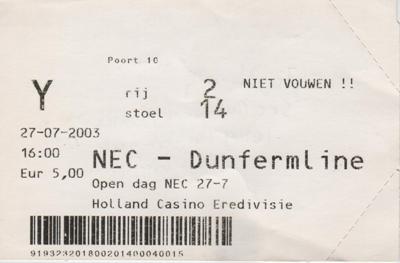 Poort 10
Y rij 2 NIET VOUWEN !!
stoel 14
27-07-2003
16:00 NEC - Dunfermline
Eur 5,00
Open dag NEC 27-7
Holland Casino Eredivisie
919323201800201400040015